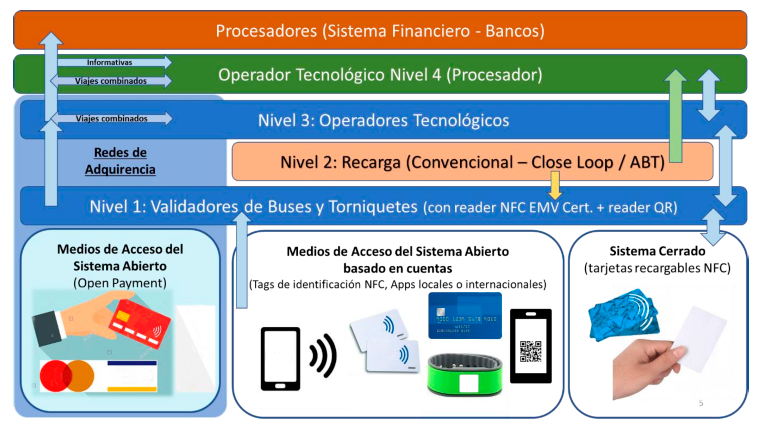 Procesadores (Sistema Financiero - Bancos)
Informativas
Viajes combinados
Operador Tecnológico Nivel 4 (Procesador)
Viajes combinados
Nivel 3: Operadores Tecnológicos
Redes de
Adquirencia
Nivel 2: Recarga (Convencional – Close Loop / ABT)
Nivel 1: Validadores de Buses y Torniquetes (con reader NFC EMV Cert. + reader QR)
Medios de Acceso del
Sistema Abierto
(Open Payment)
Medios de Acceso del Sistema Abierto
basado en cuentas
(Tags de identificación NFC, Apps locales o internacionales)
Sistema Cerrado
(tarjetas recargables NFC)
5